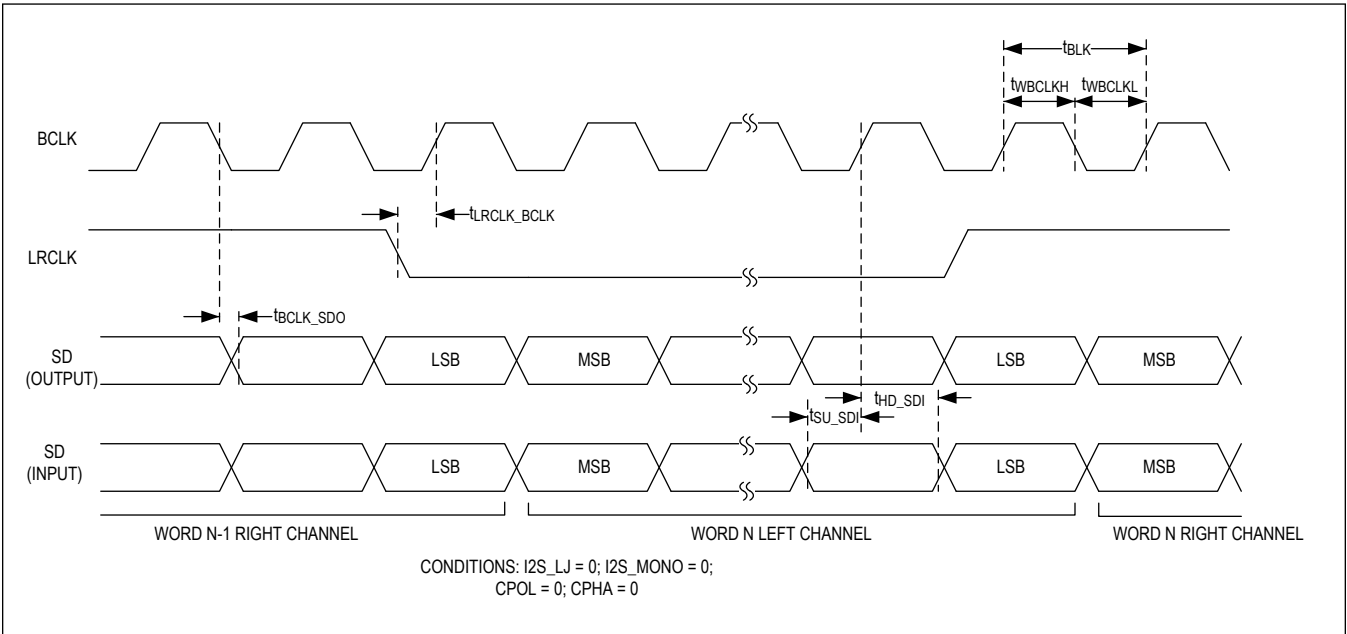 tBLK
tWBCLKH tWBCLKL
BCLK
tLRCLK_BCLK
LRCLK
tBCLK_SDO
SD
(OUTPUT)
LSB MSB LSB MSB
tSU_SDI tHD_SDI
SD
(INPUT)
LSB MSB LSB MSB
WORD N-1 RIGHT CHANNEL WORD N LEFT CHANNEL WORD N RIGHT CHANNEL
CONDITIONS: I2S_LJ = 0; I2S_MONO = 0;
CPOL = 0; CPHA = 0